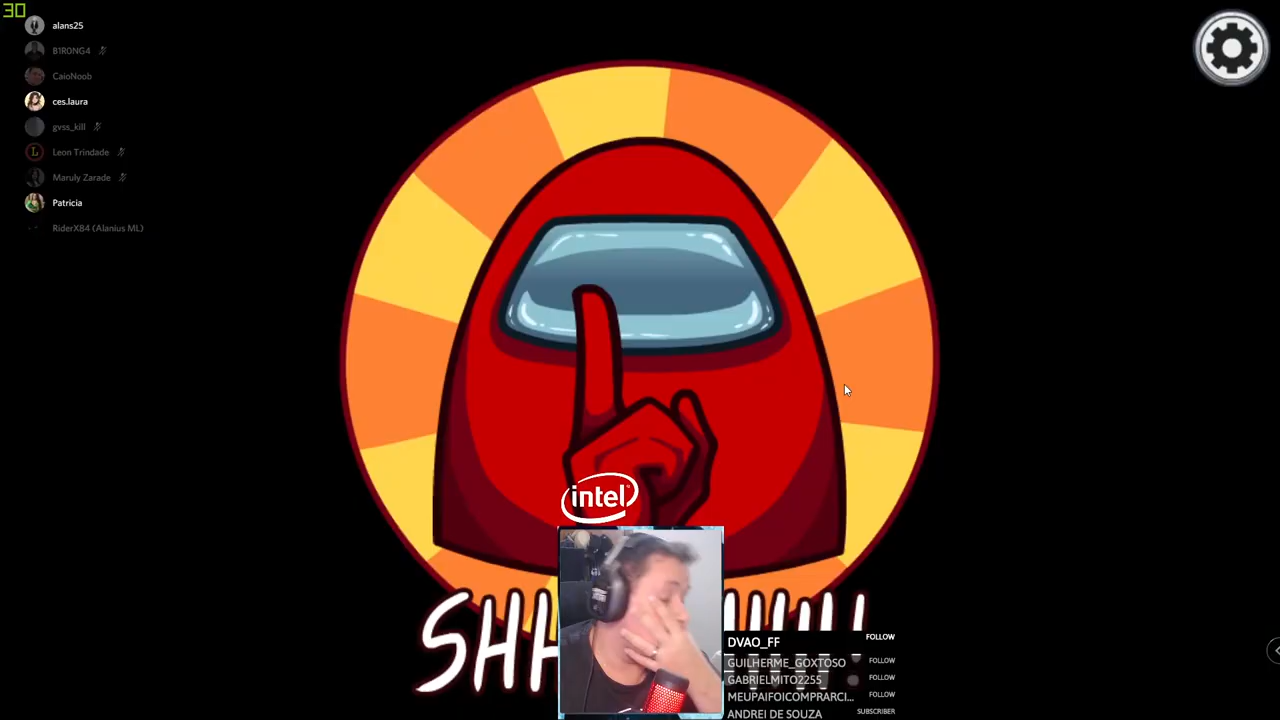 30
alans25
B1R0NG4
CaioNoob
ces.laura
gvss_kill
L
Leon Trindade
Maruly Zarade
Patricia
RiderX84 (Alanius ML)
intel
DVAO_FF FOLLOW
GUILHERME_GOXTOSO FOLLOW
GABRIELMITO2255 FOLLOW
MEUPAIFOICOMPRARCI... FOLLOW
ANDREI DE SOUZA SUBSCRIBER